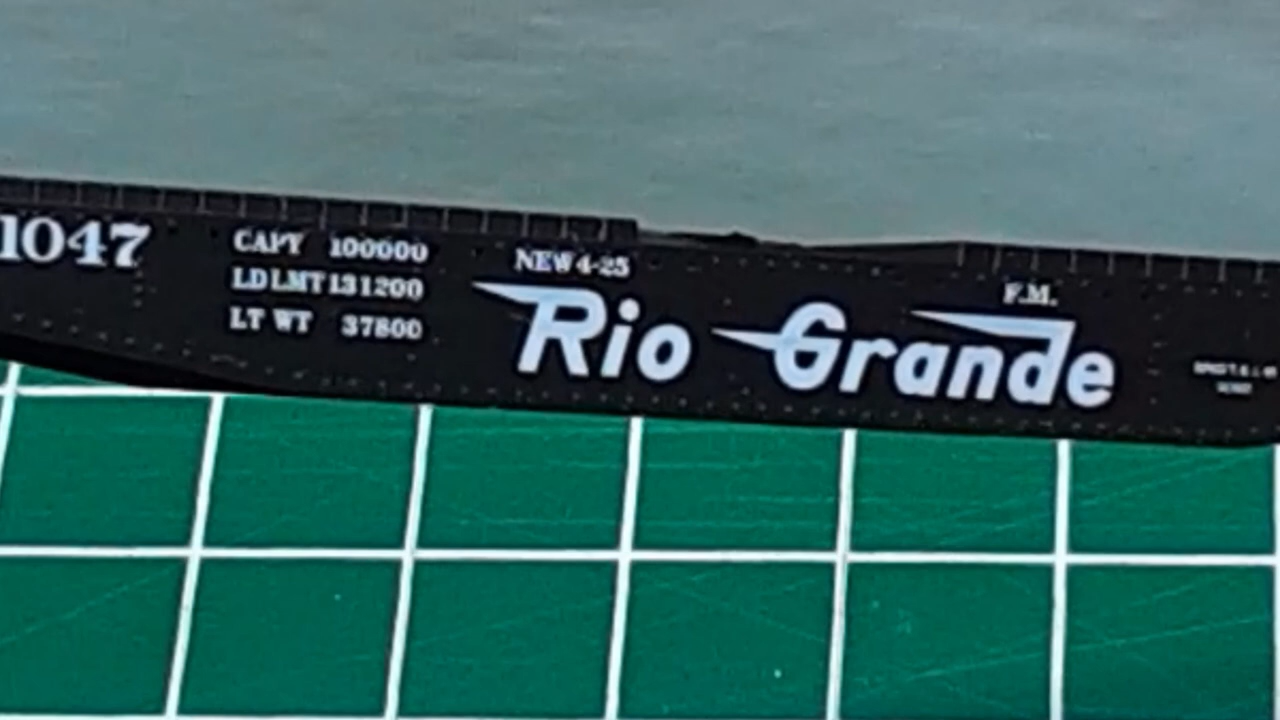 1047
CAPY 100000
LD LMT 131200
LT WT 37800
NEW 4-25
Rio Grande
F.M.